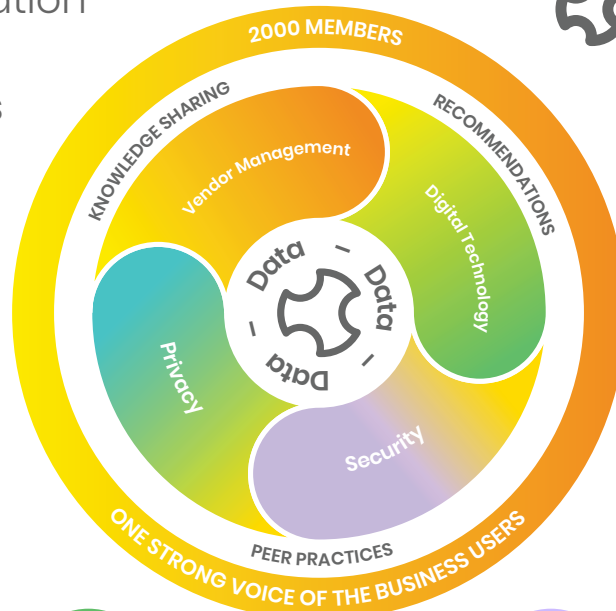 2000 MEMBERS
KNOWLEDGE SHARING
RECOMMENDATIONS
Vendor Management
Digital Technology
Data – Data – Data –
Privacy
Security
PEER PRACTICES
ONE STRONG VOICE OF THE BUSINESS USERS